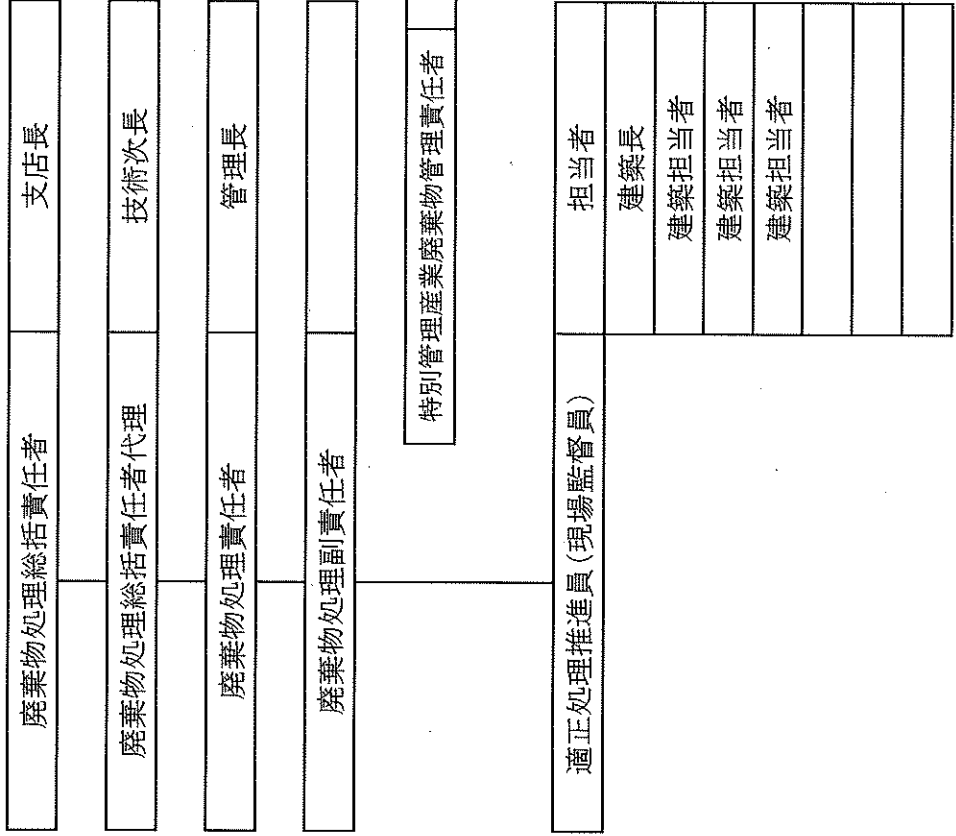 廃棄物処理総括責任者 支店長
廃棄物処理総括責任者代理 技術次長
廃棄物処理責任者 管理長
廃棄物処理副責任者
特別管理産業廃棄物管理責任者
適正処理推進員(現場監督員) 担当者
建築長
建築担当者
建築担当者
建築担当者